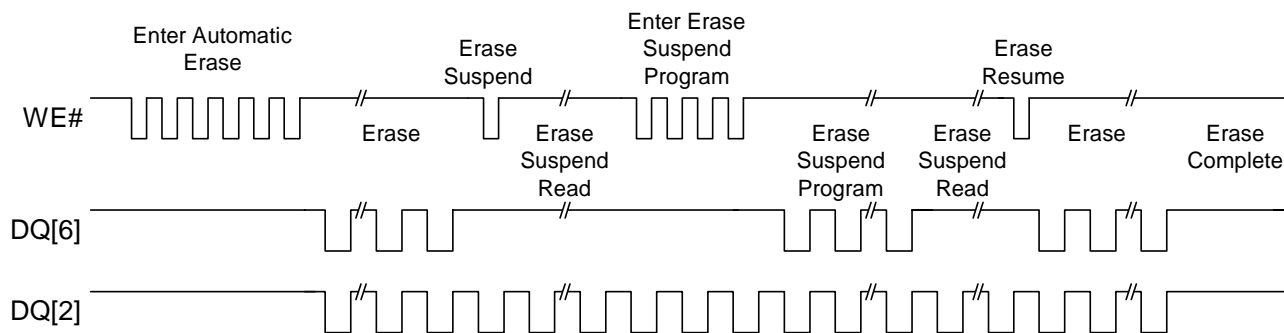 Enter Automatic
Erase
Erase
Suspend
Enter Erase
Suspend
Program
Erase
Resume
WE#
Erase
Erase
Suspend
Read
Erase
Suspend
Program
Erase
Suspend
Read
Erase
Erase
Complete
DQ[6]
DQ[2]